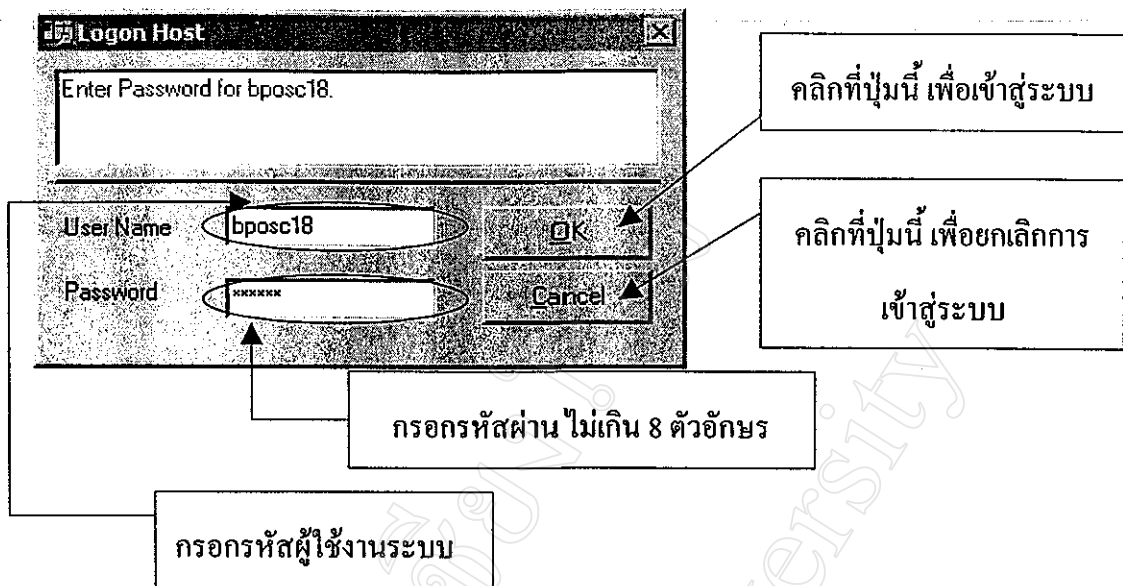 Logon Host
Enter Password for bposc18.
User Name
bposc18
OK
Password
******
Cancel
คลิกที่ปุ่มนี้ เพื่อเข้าสู่ระบบ
คลิกที่ปุ่มนี้ เพื่อยกเลิกการ
เข้าสู่ระบบ
กรอกรหัสผ่าน ไม่เกิน 8 ตัวอักษร
กรอกรหัสผู้ใช้งานระบบ